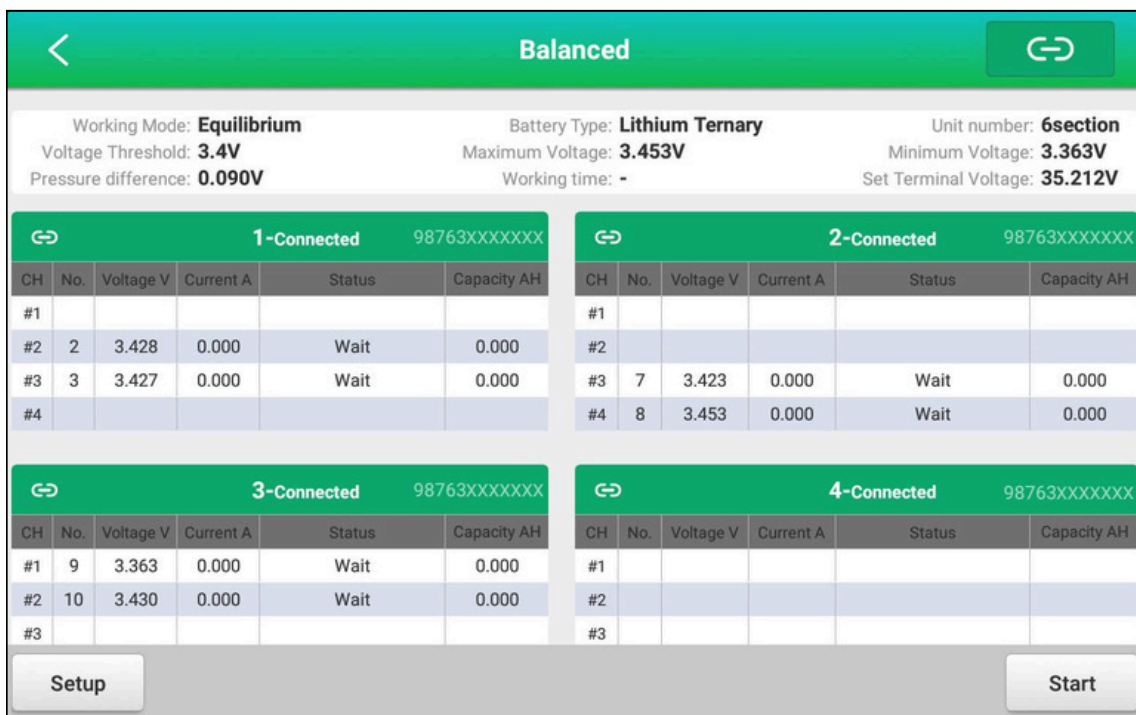 Balanced
Working Mode: Equilibrium Battery Type: Lithium Ternary Unit number: 6section
Voltage Threshold: 3.4V Maximum Voltage: 3.453V Minimum Voltage: 3.363V
Pressure difference: 0.090V Working time: - Set Terminal Voltage: 35.212V
1-Connected 98763XXXXXXX
CH No. Voltage V Current A Status Capacity AH
#1
#2 2 3.428 0.000 Wait 0.000
#3 3 3.427 0.000 Wait 0.000
#4
2-Connected 98763XXXXXXX
CH No. Voltage V Current A Status Capacity AH
#1
#2
#3 7 3.423 0.000 Wait 0.000
#4 8 3.453 0.000 Wait 0.000
3-Connected 98763XXXXXXX
CH No. Voltage V Current A Status Capacity AH
#1 9 3.363 0.000 Wait 0.000
#2 10 3.430 0.000 Wait 0.000
#3
4-Connected 98763XXXXXXX
CH No. Voltage V Current A Status Capacity AH
#1
#2
#3
Setup Start